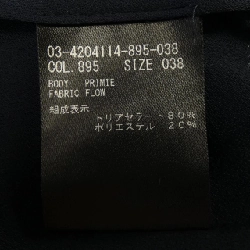 03-4204114-895-038
COL. 895 SIZE 038
BODY PRIMIE
FABRIC FLOW
組成表示
トリアセテート 80%
ポリエステル 20%